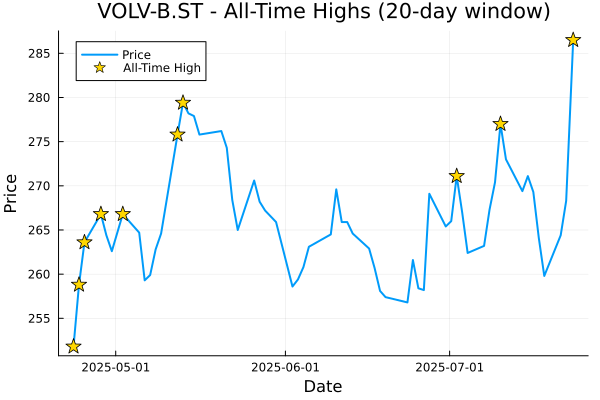 VOLV-B.ST - All-Time Highs (20-day window)
Price
All-Time High
285
280
275
270
265
260
255
Price
2025-05-01
2025-06-01
2025-07-01
Date